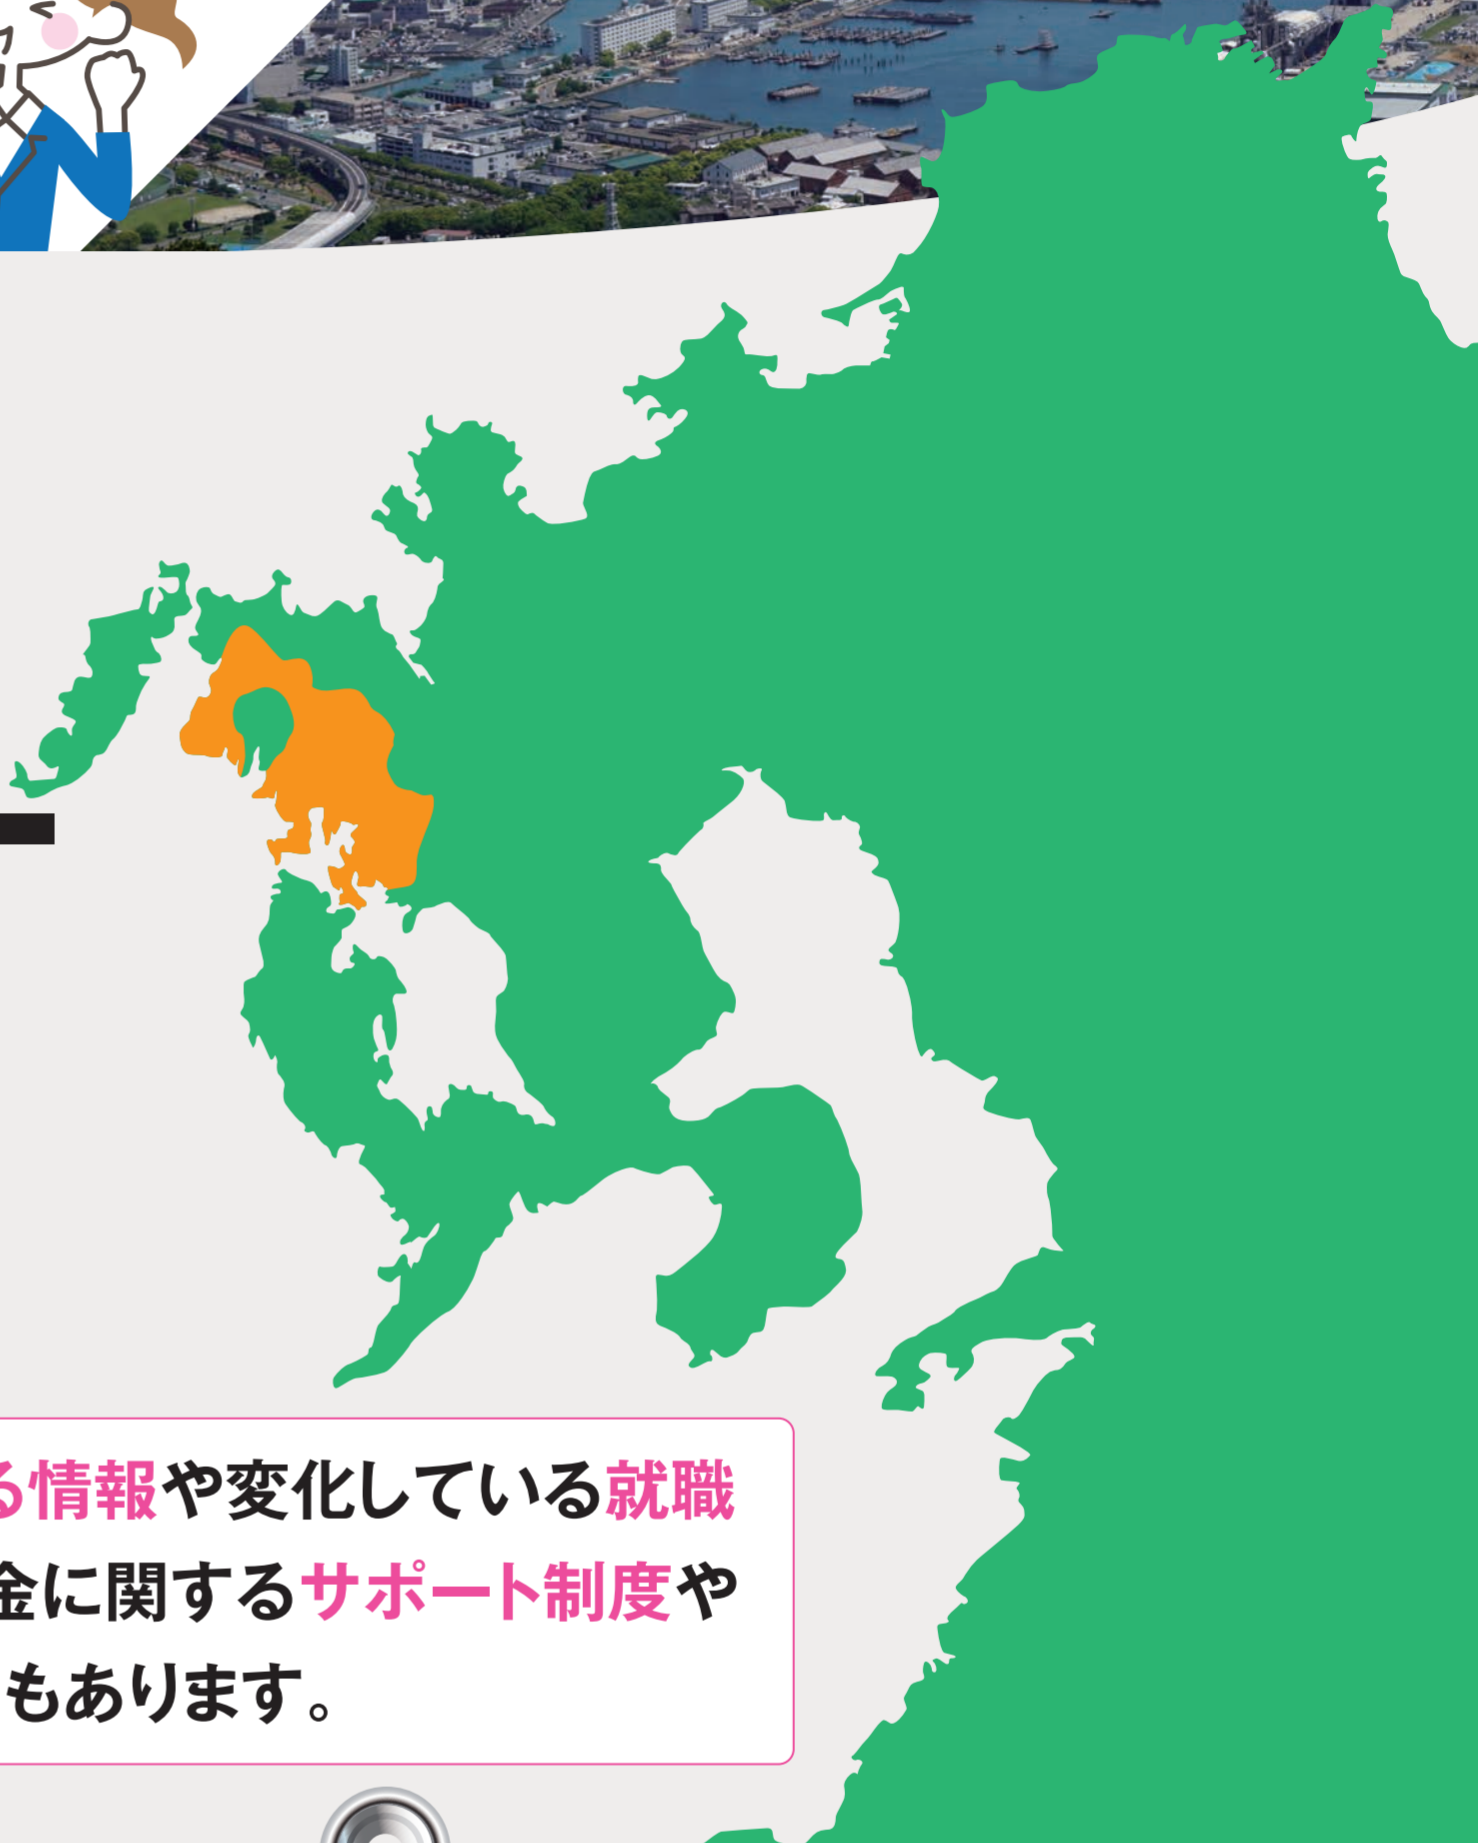 る情報や変化している就職
金に関するサポート制度や
もあります。